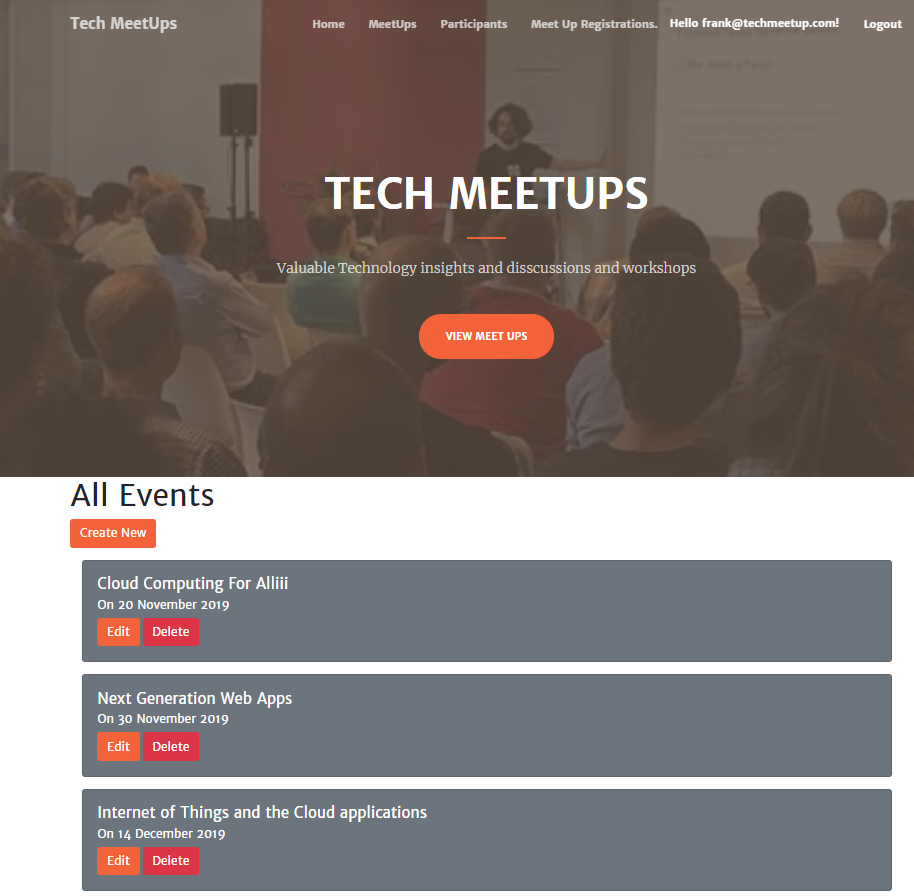 Tech MeetUps
Home MeetUps Participants Meet Up Registrations. Hello frank@techmeetup.com! Logout
TECH MEETUPS
Valuable Technology insights and disscussions and workshops
VIEW MEET UPS
All Events
Create New
Cloud Computing For Alliii
On 20 November 2019
Edit Delete
Next Generation Web Apps
On 30 November 2019
Edit Delete
Internet of Things and the Cloud applications
On 14 December 2019
Edit Delete